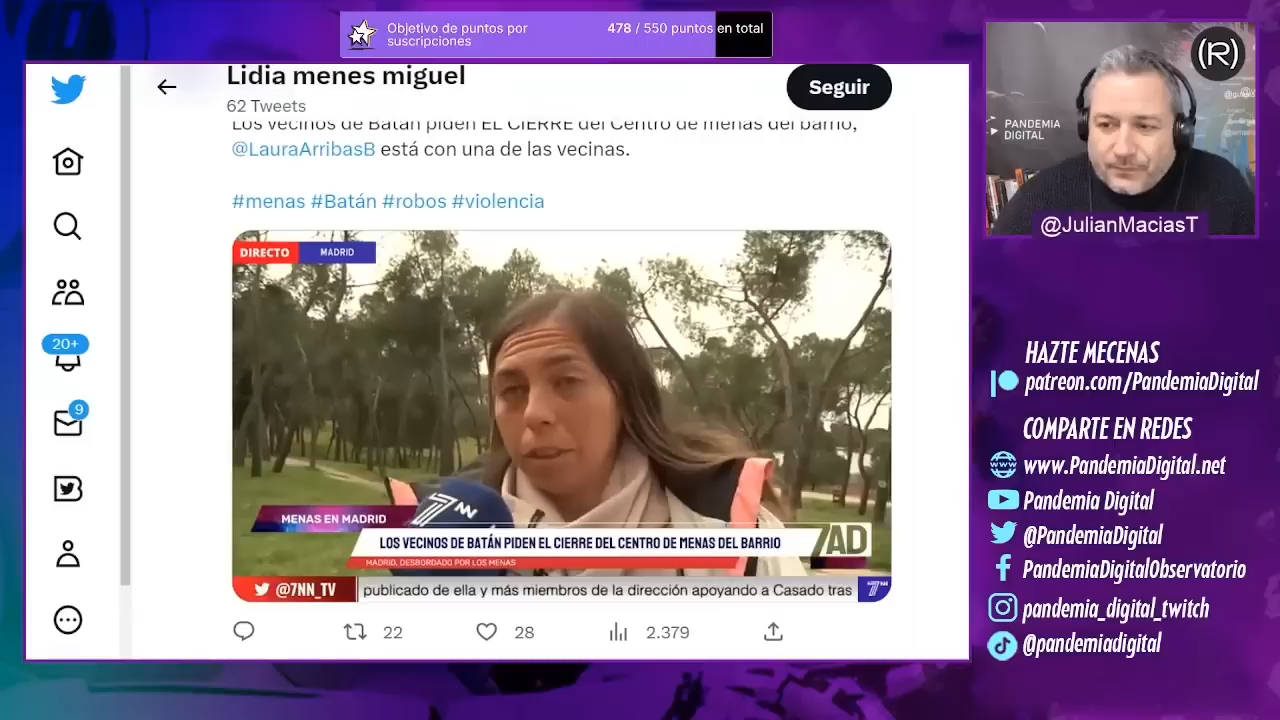 Objetivo de puntos por
suscripciones
478 / 550 puntos en total
Lidia menes miguel
62 Tweets
Seguir
Los vecinos de Batán piden EL CIERRE del Centro de menas del barrio,
@LauraArribasB está con una de las vecinas.
#menas #Batán #robos #violencia
DIRECTO MADRID
MENAS EN MADRID
7NN
LOS VECINOS DE BATÁN PIDEN EL CIERRE DEL CENTRO DE MENAS DEL BARRIO
7AD
MADRID, DESBORDADO POR LOS MENAS
@7NN_TV
publicado de ella y más miembros de la dirección apoyando a Casado tras
7NN
22
28
2.379
20+
9
(R)
PANDEMIA
DIGITAL
@JulianMaciasT
HAZTE MECENAS
patreon.com/PandemiaDigital
COMPARTE EN REDES
www.PandemiaDigital.net
Pandemia Digital
@PandemiaDigital
PandemiaDigitalObservatorio
pandemia_digital_twitch
@pandemiadigital